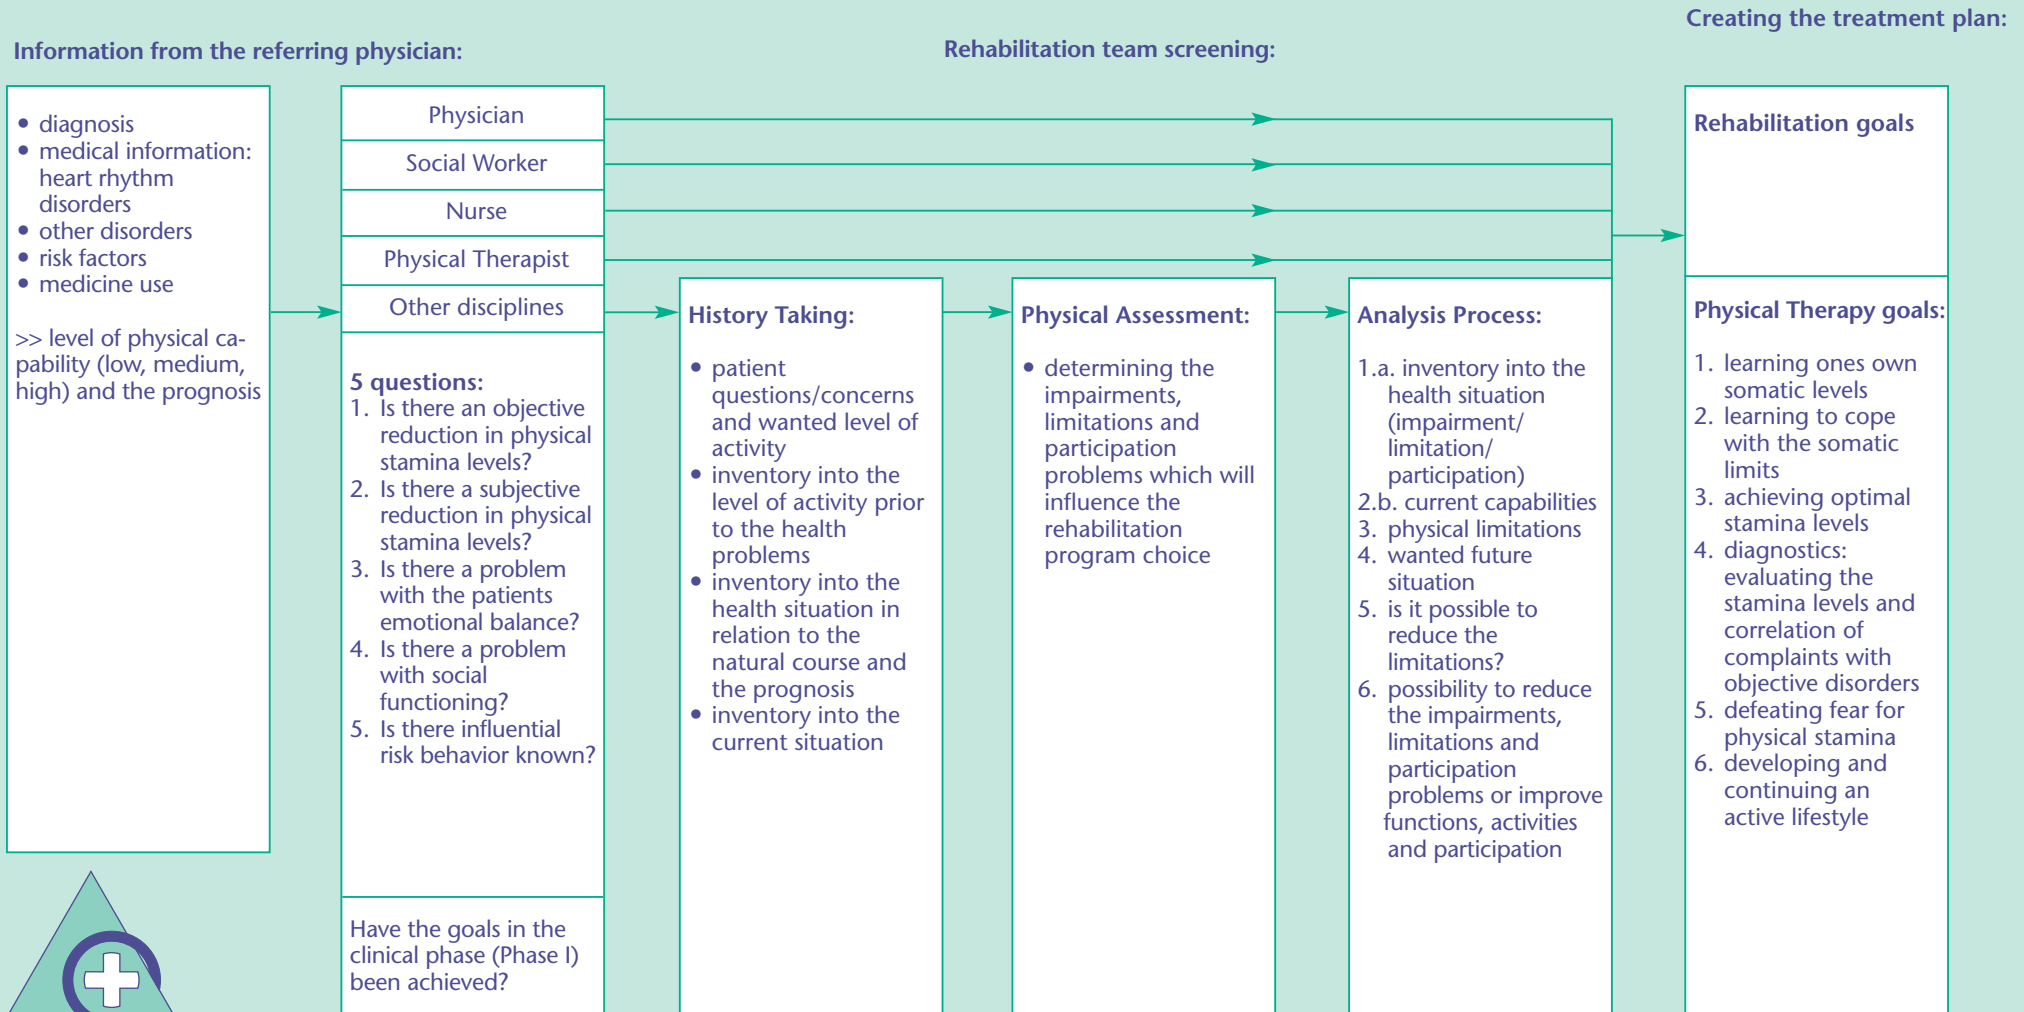 Creating the treatment plan:
Information from the referring physician:
Rehabilitation team screening:
• diagnosis
• medical information:
heart rhythm
disorders
• other disorders
• risk factors
• medicine use
>> level of physical ca-
pability (low, medium,
high) and the prognosis
Physician
Social Worker
Nurse
Physical Therapist
Other disciplines
5 questions:
1. Is there an objective
reduction in physical
stamina levels?
2. Is there a subjective
reduction in physical
stamina levels?
3. Is there a problem
with the patients
emotional balance?
4. Is there a problem
with social
functioning?
5. Is there influential
risk behavior known?
Have the goals in the
clinical phase (Phase I)
been achieved?
History Taking:
• patient
questions/concerns
and wanted level of
activity
• inventory into the
level of activity prior
to the health
problems
• inventory into the
health situation in
relation to the
natural course and
the prognosis
• inventory into the
current situation
Physical Assessment:
• determining the
impairments,
limitations and
participation
problems which will
influence the
rehabilitation
program choice
Analysis Process:
1.a. inventory into the
health situation
(impairment/
limitation/
participation)
2.b. current capabilities
3. physical limitations
4. wanted future
situation
5. is it possible to
reduce the
limitations?
6. possibility to reduce
the impairments,
limitations and
participation
problems or improve
functions, activities
and participation
Rehabilitation goals
Physical Therapy goals:
1. learning ones own
somatic levels
2. learning to cope
with the somatic
limits
3. achieving optimal
stamina levels
4. diagnostics:
evaluating the
stamina levels and
correlation of
complaints with
objective disorders
5. defeating fear for
physical stamina
6. developing and
continuing an
active lifestyle